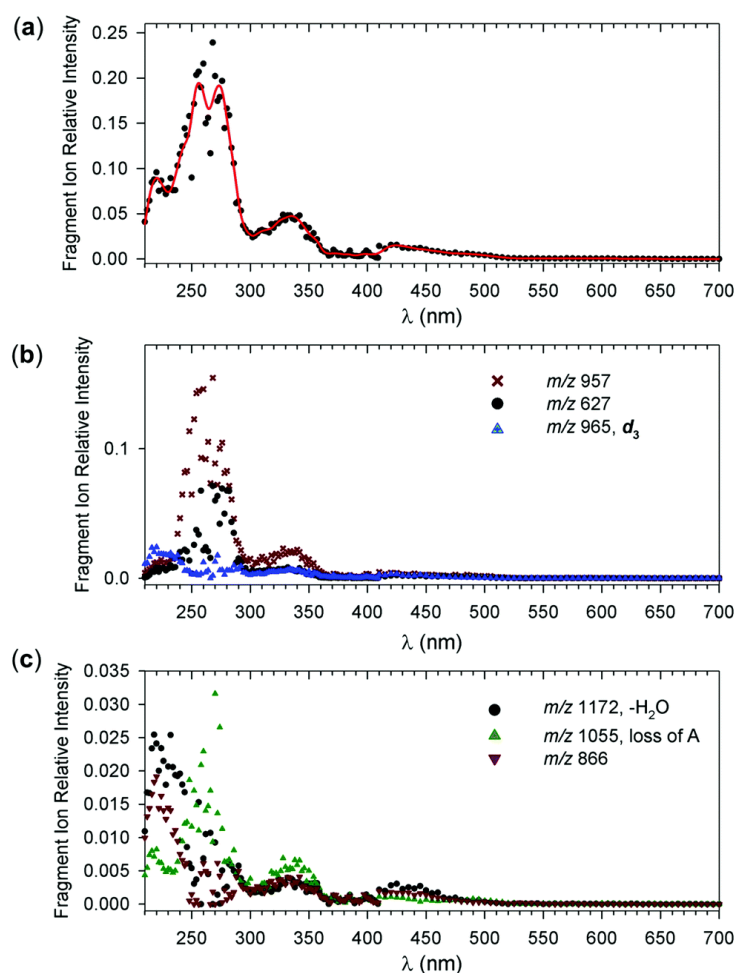 (a)
Fragment Ion Relative Intensity
0.25
0.20
0.15
0.10
0.05
0.00
250 300 350 400 450 500 550 600 650 700
λ (nm)
(b)
Fragment Ion Relative Intensity
0.1
0.0
m/z 957
m/z 627
m/z 965, d3
250 300 350 400 450 500 550 600 650 700
λ (nm)
(c)
Fragment Ion Relative Intensity
0.035
0.030
0.025
0.020
0.015
0.010
0.005
0.000
m/z 1172, -H2O
m/z 1055, loss of A
m/z 866
250 300 350 400 450 500 550 600 650 700
λ (nm)